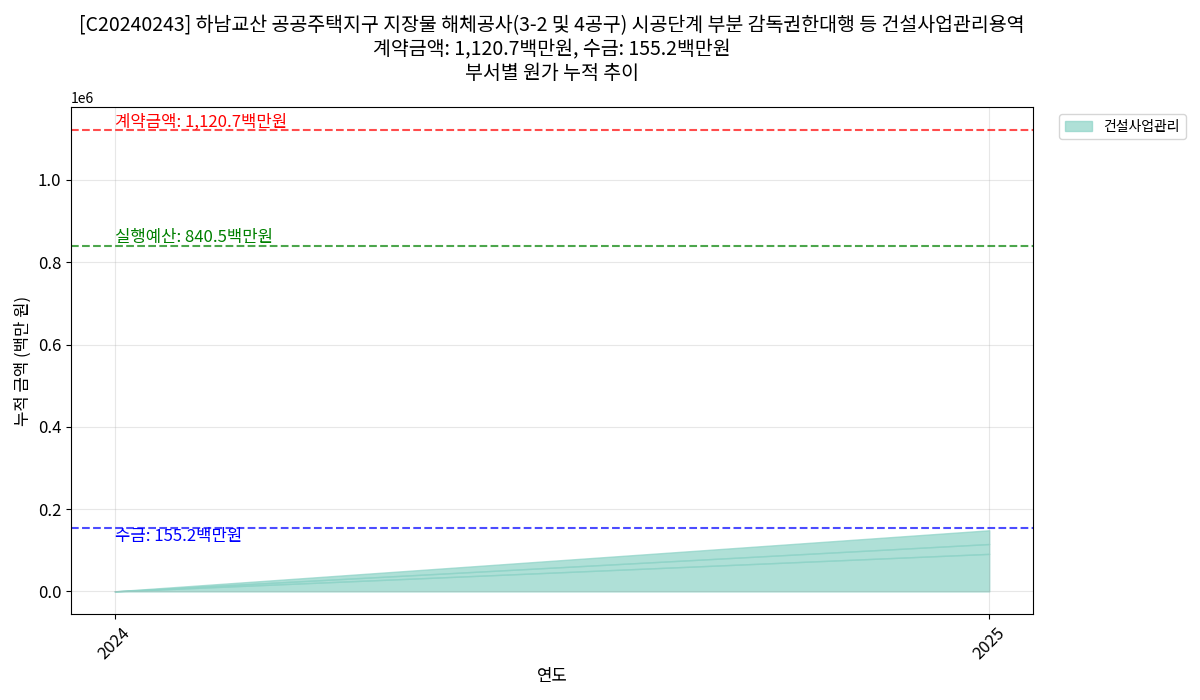 [C20240243] 하남교산 공공주택지구 지장물 해체공사(3-2 및 4공구) 시공단계 부분 감독권한대행 등 건설사업관리용역
계약금액: 1,120.7백만원, 수금: 155.2백만원
부서별 원가 누적 추이
1e6
계약금액: 1,120.7백만원
건설사업관리
1.0
실행예산: 840.5백만원
0.8
0.6
누적 금액 (백만 원)
0.4
0.2
수금: 155.2백만원
0.0
2024
2025
연도